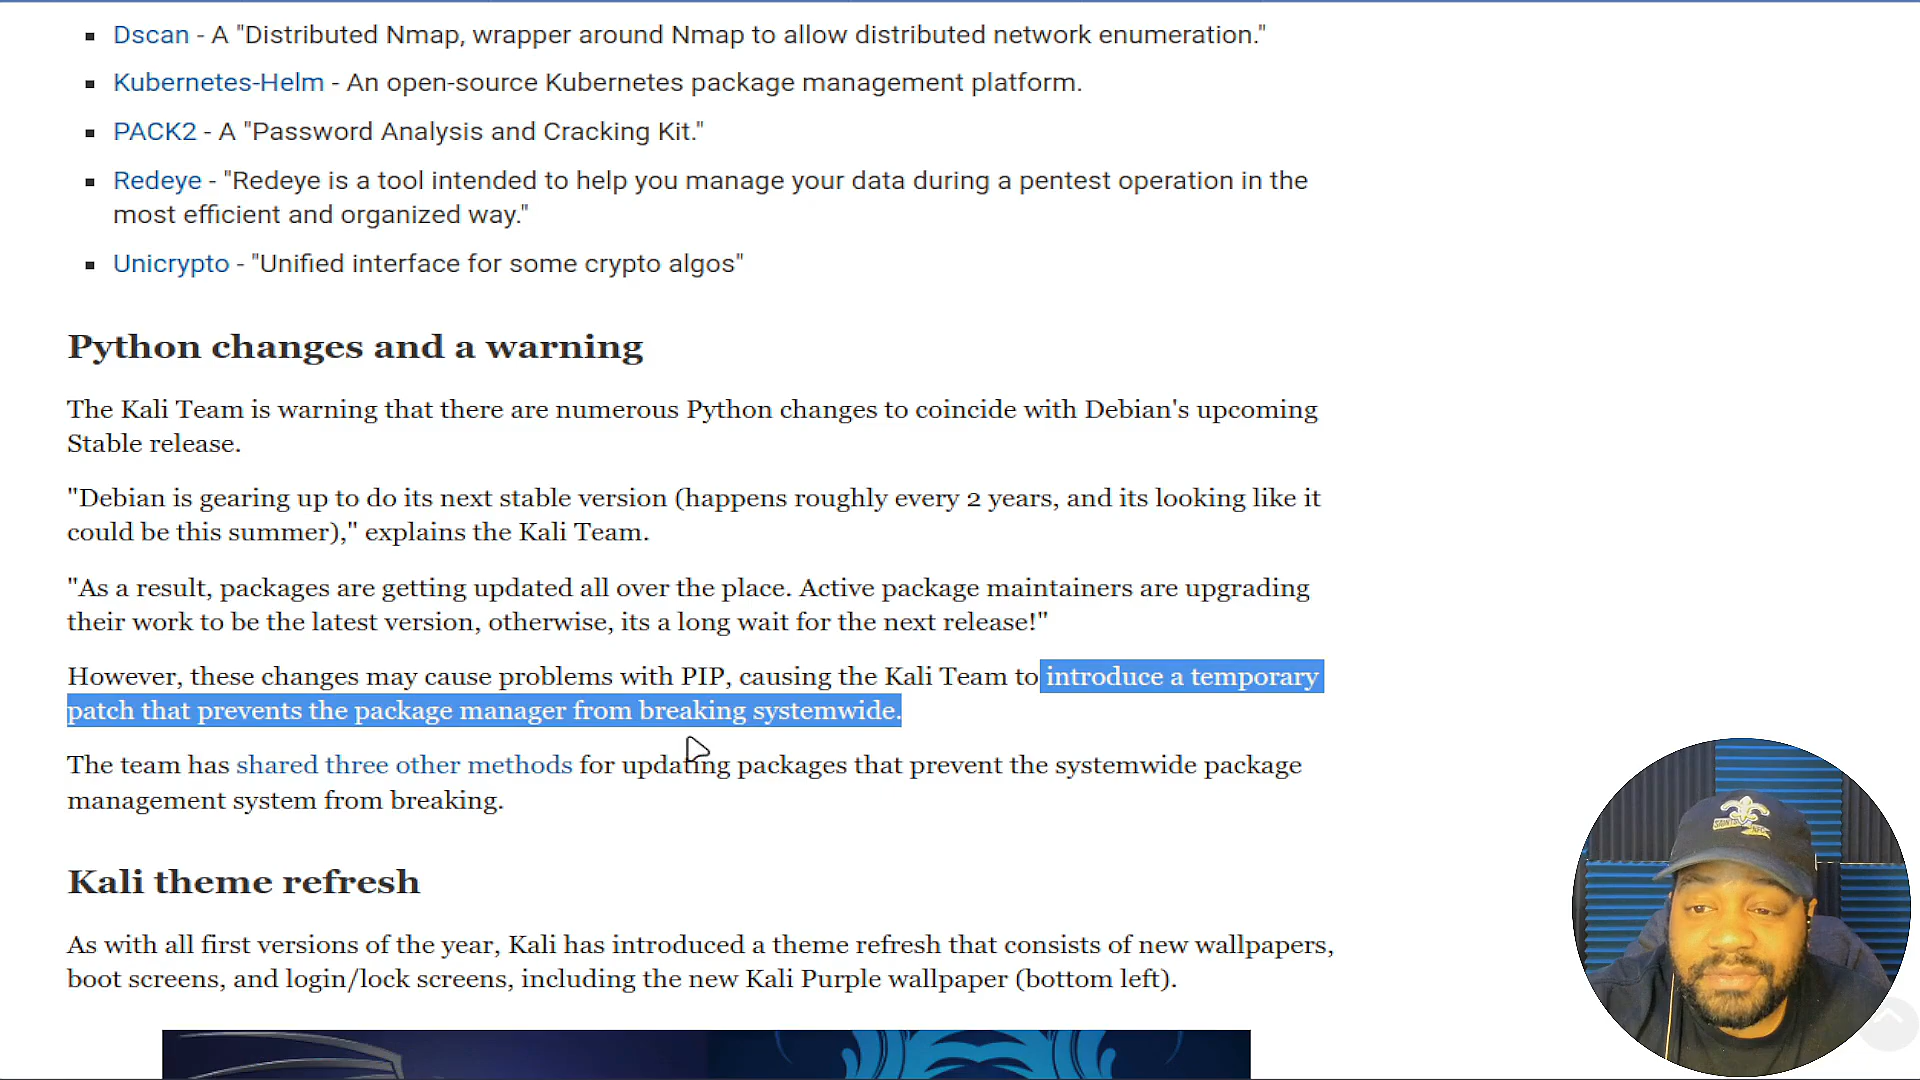 Dscan - A "Distributed Nmap, wrapper around Nmap to allow distributed network enumeration."
Kubernetes-Helm - An open-source Kubernetes package management platform.
PACK2 - A "Password Analysis and Cracking Kit."
Redeye - "Redeye is a tool intended to help you manage your data during a pentest operation in the
most efficient and organized way."
Unicrypto - "Unified interface for some crypto algos"
Python changes and a warning
The Kali Team is warning that there are numerous Python changes to coincide with Debian's upcoming
Stable release.
"Debian is gearing up to do its next stable version (happens roughly every 2 years, and its looking like it
could be this summer)," explains the Kali Team.
"As a result, packages are getting updated all over the place. Active package maintainers are upgrading
their work to be the latest version, otherwise, its a long wait for the next release!"
However, these changes may cause problems with PIP, causing the Kali Team to introduce a temporary
patch that prevents the package manager from breaking systemwide.
The team has shared three other methods for updating packages that prevent the systemwide package
management system from breaking.
Kali theme refresh
As with all first versions of the year, Kali has introduced a theme refresh that consists of new wallpapers,
boot screens, and login/lock screens, including the new Kali Purple wallpaper (bottom left).
SAINTS